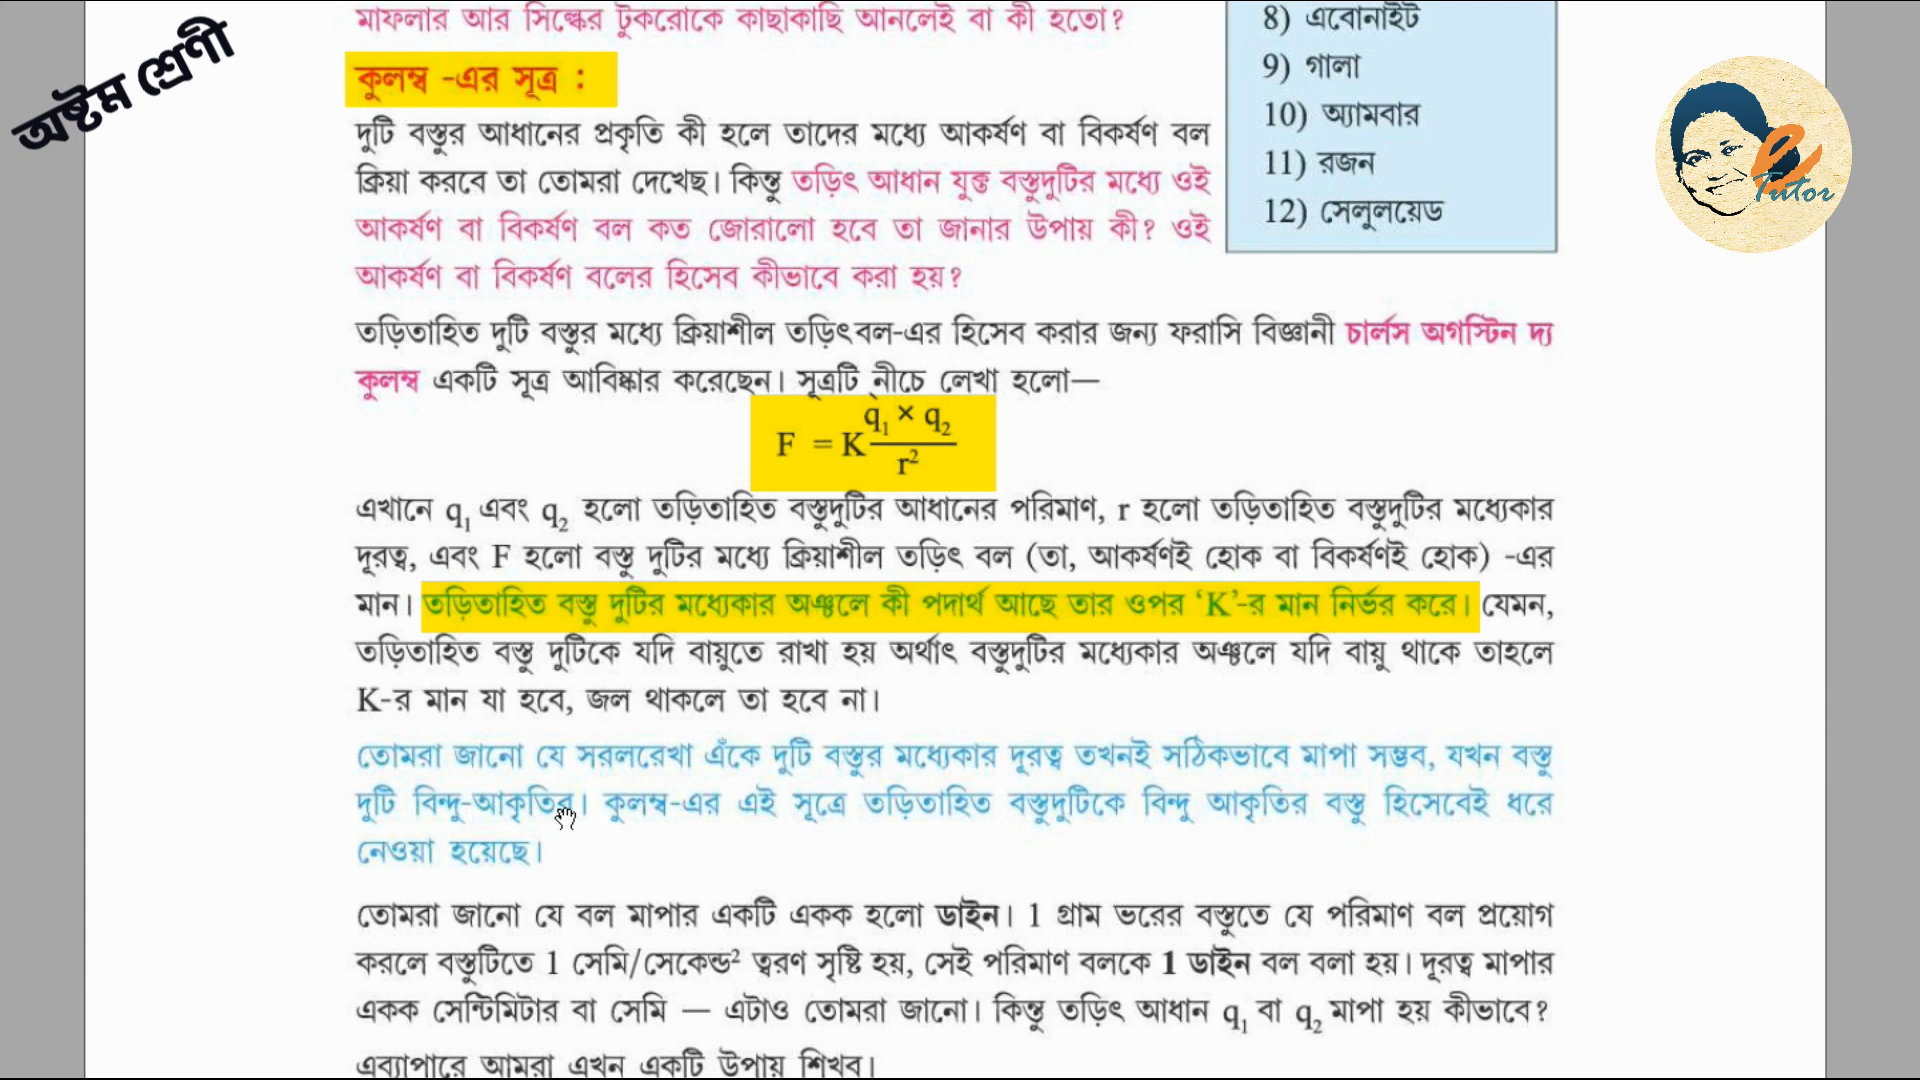 অষ্টম শ্রেণী
মাফলার আর সিল্কের টুকরোকে কাছাকাছি আনলেই বা কী হতো?
কুলম্ব -এর সূত্র :
দুটি বস্তুর আধানের প্রকৃতি কী হলে তাদের মধ্যে আকর্ষণ বা বিকর্ষণ বল
ক্রিয়া করবে তা তোমরা দেখেছ। কিন্তু তড়িৎ আধান যুক্ত বস্তুদুটির মধ্যে ওই
আকর্ষণ বা বিকর্ষণ বল কত জোরালো হবে তা জানার উপায় কী? ওই
আকর্ষণ বা বিকর্ষণ বলের হিসেব কীভাবে করা হয়?
8) এবোনাইট
9) গালা
10) অ্যামবার
11) রজন
12) সেলুলয়েড
e
Tutor
তড়িতাহিত দুটি বস্তুর মধ্যে ক্রিয়াশীল তড়িৎবল-এর হিসেব করার জন্য ফরাসি বিজ্ঞানী চার্লস অগস্টিন দ্য
কুলম্ব একটি সূত্র আবিষ্কার করেছেন। সূত্রটি নীচে লেখা হলো—
F = K q₁ × q₂ / r²
এখানে q₁ এবং q₂ হলো তড়িতাহিত বস্তুদুটির আধানের পরিমাণ, r হলো তড়িতাহিত বস্তুদুটির মধ্যেকার
দূরত্ব, এবং F হলো বস্তু দুটির মধ্যে ক্রিয়াশীল তড়িৎ বল (তা, আকর্ষণই হোক বা বিকর্ষণই হোক) -এর
মান। তড়িতাহিত বস্তু দুটির মধ্যেকার অঞ্চলে কী পদার্থ আছে তার ওপর ‘K’-র মান নির্ভর করে। যেমন,
তড়িতাহিত বস্তু দুটিকে যদি বায়ুতে রাখা হয় অর্থাৎ বস্তুদুটির মধ্যেকার অঞ্চলে যদি বায়ু থাকে তাহলে
K-র মান যা হবে, জল থাকলে তা হবে না।
তোমরা জানো যে সরলরেখা এঁকে দুটি বস্তুর মধ্যেকার দূরত্ব তখনই সঠিকভাবে মাপা সম্ভব, যখন বস্তু
দুটি বিন্দু-আকৃতির। কুলম্ব-এর এই সূত্রে তড়িতাহিত বস্তুদুটিকে বিন্দু আকৃতির বস্তু হিসেবেই ধরে
নেওয়া হয়েছে।
তোমরা জানো যে বল মাপার একটি একক হলো ডাইন। 1 গ্রাম ভরের বস্তুতে যে পরিমাণ বল প্রয়োগ
করলে বস্তুটিতে 1 সেমি/সেকেন্ড² ত্বরণ সৃষ্টি হয়, সেই পরিমাণ বলকে 1 ডাইন বল বলা হয়। দূরত্ব মাপার
একক সেন্টিমিটার বা সেমি — এটাও তোমরা জানো। কিন্তু তড়িৎ আধান q₁ বা q₂ মাপা হয় কীভাবে?
এব্যাপারে আমরা এখন একটি উপায় শিখব।